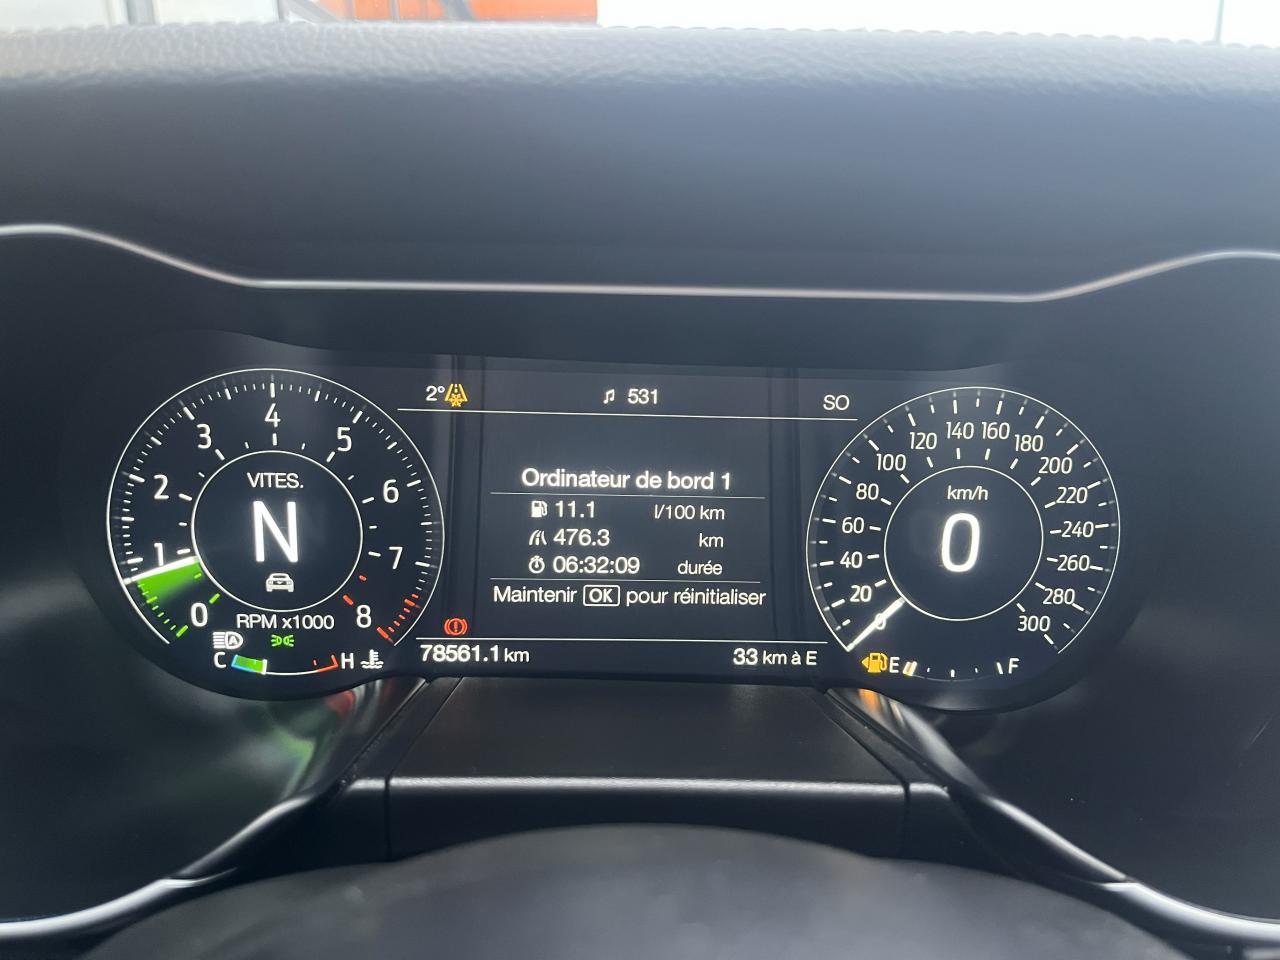 2° 531 SO
Ordinateur de bord 1
11.1 l/100 km
476.3 km
06:32:09 durée
Maintenir OK pour réinitialiser
78561.1 km 33 km à E
VITES.
N
RPM x1000
0 1 2 3 4 5 6 7 8
A
C H
km/h
0
0 20 40 60 80 100 120 140 160 180 200 220 240 260 280 300
E F